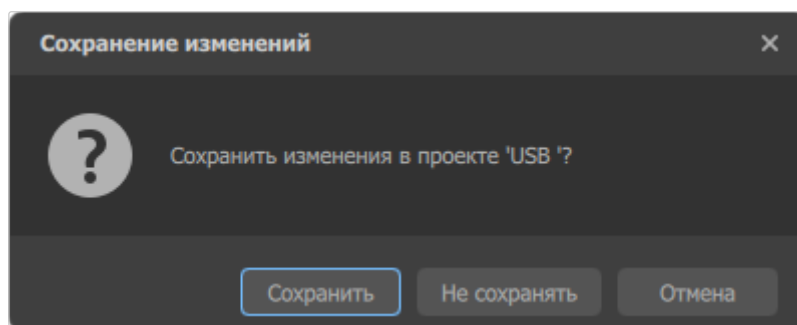 Сохранение изменений
Сохранить изменения в проекте 'USB '?
Сохранить
Не сохранять
Отмена